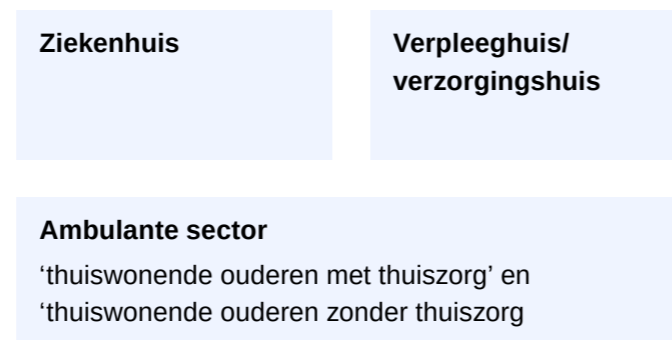 Ziekenhuis
Verpleeghuis/
verzorgingshuis
Ambulante sector
‘thuiswonende ouderen met thuiszorg’ en
‘thuiswonende ouderen zonder thuiszorg